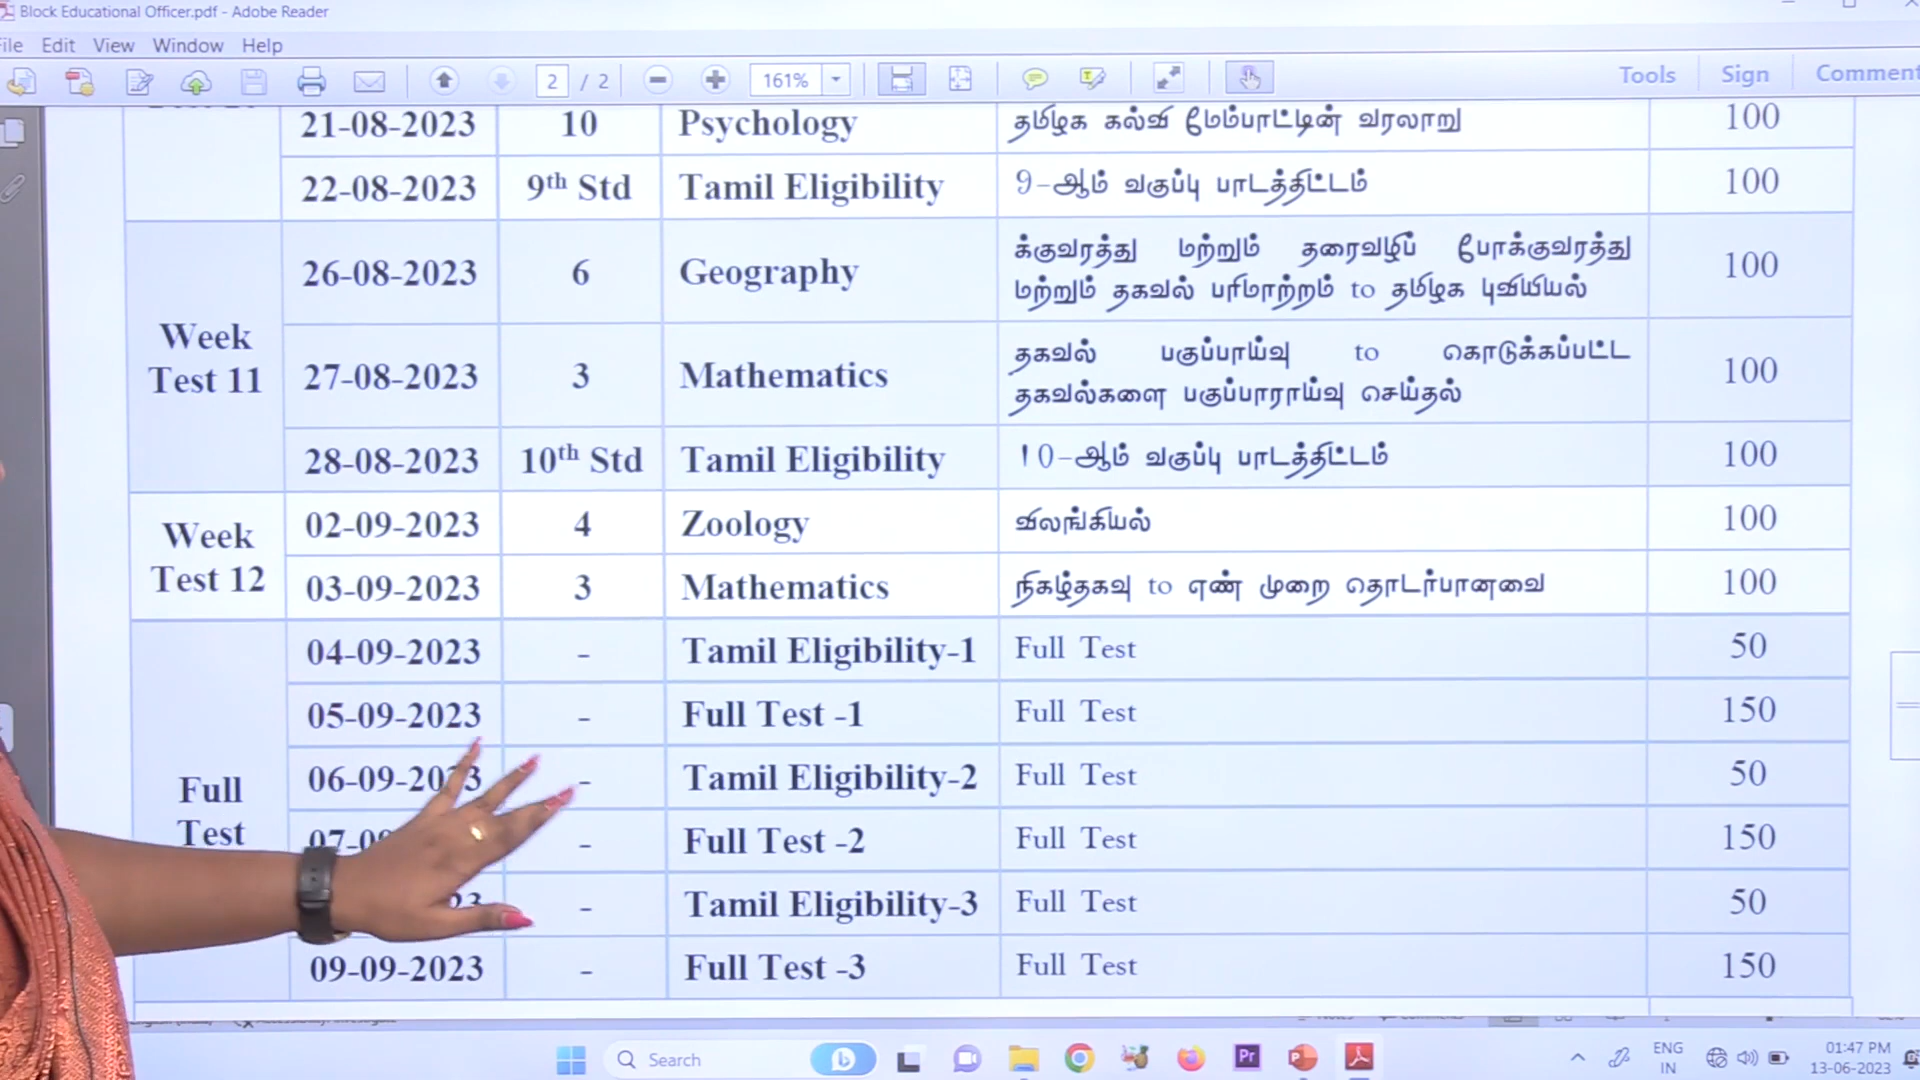 Block Educational Officer.pdf - Adobe Reader
File Edit View Window Help
2 / 2 161% Tools Sign Comment
21-08-2023 10 Psychology தமிழக கல்வி மேம்பாட்டின் வரலாறு 100
22-08-2023 9th Std Tamil Eligibility 9-ஆம் வகுப்பு பாடத்திட்டம் 100
Week Test 11
26-08-2023 6 Geography க்குவரத்து மற்றும் தரைவழிப் போக்குவரத்து
மற்றும் தகவல் பரிமாற்றம் to தமிழக புவியியல் 100
27-08-2023 3 Mathematics தகவல் பகுப்பாய்வு to கொடுக்கப்பட்ட
தகவல்களை பகுப்பாராய்வு செய்தல் 100
28-08-2023 10th Std Tamil Eligibility 10-ஆம் வகுப்பு பாடத்திட்டம் 100
Week Test 12
02-09-2023 4 Zoology விலங்கியல் 100
03-09-2023 3 Mathematics நிகழ்தகவு to எண் முறை தொடர்பானவை 100
Full Test
04-09-2023 - Tamil Eligibility-1 Full Test 50
05-09-2023 - Full Test -1 Full Test 150
06-09-2023 - Tamil Eligibility-2 Full Test 50
07-0 - Full Test -2 Full Test 150
23 - Tamil Eligibility-3 Full Test 50
09-09-2023 - Full Test -3 Full Test 150
Search Pr ENG IN 01:47 PM 13-06-2023